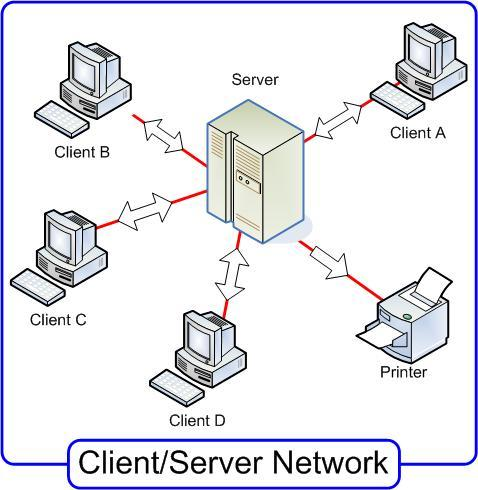 Server
Client A
Client B
Client C
Client D
Printer
Client/Server Network